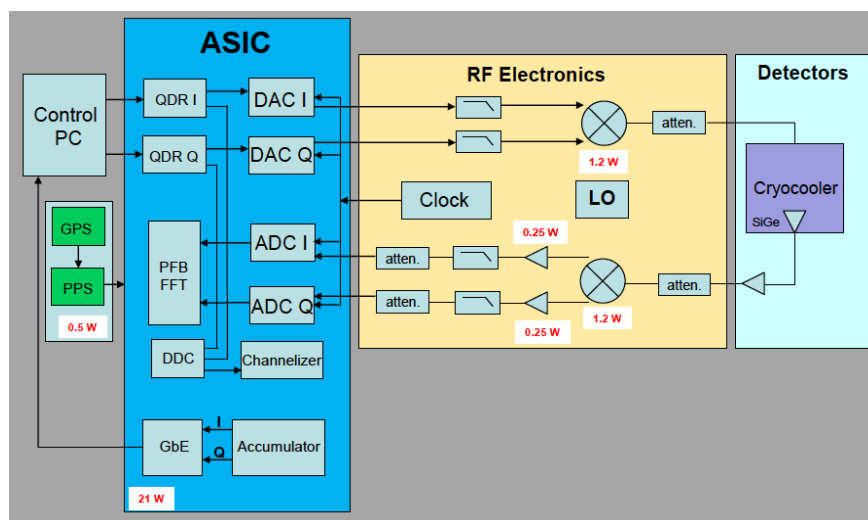 ASIC
RF Electronics
Detectors
Control
PC
QDR I
DAC I
QDR Q
DAC Q
atten.
1.2 W
Cryocooler
SiGe
Clock
LO
GPS
PPS
0.5 W
PFB
FFT
ADC I
ADC Q
0.25 W
atten.
atten.
0.25 W
1.2 W
atten.
DDC
Channelizer
GbE
I
Q
Accumulator
21 W